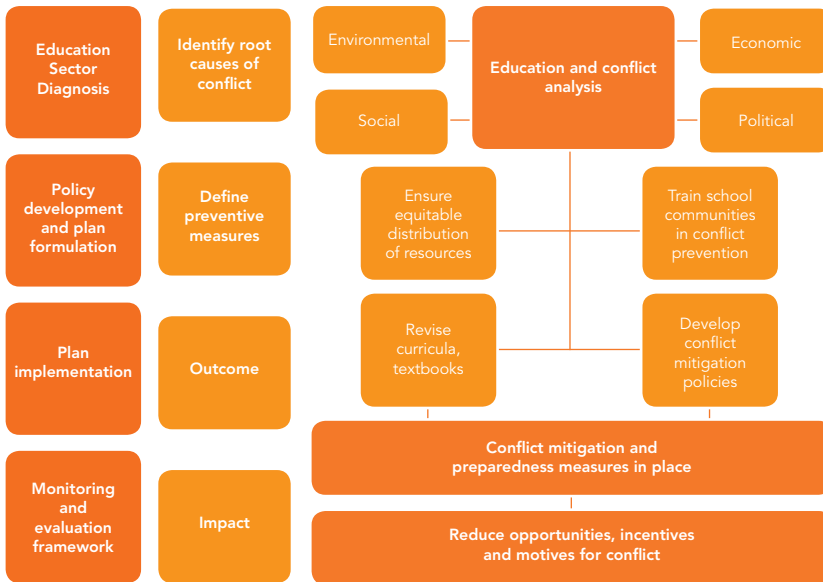 Education
Sector
Diagnosis
Identify root
causes of
conflict
Environmental
Social
Education and conflict
analysis
Economic
Political
Policy
development
and plan
formulation
Define
preventive
measures
Ensure
equitable
distribution
of resources
Train school
communities
in conflict
prevention
Plan
implementation
Outcome
Revise
curricula,
textbooks
Develop
conflict
mitigation
policies
Conflict mitigation and
preparedness measures in place
Monitoring
and
evaluation
framework
Impact
Reduce opportunities, incentives
and motives for conflict